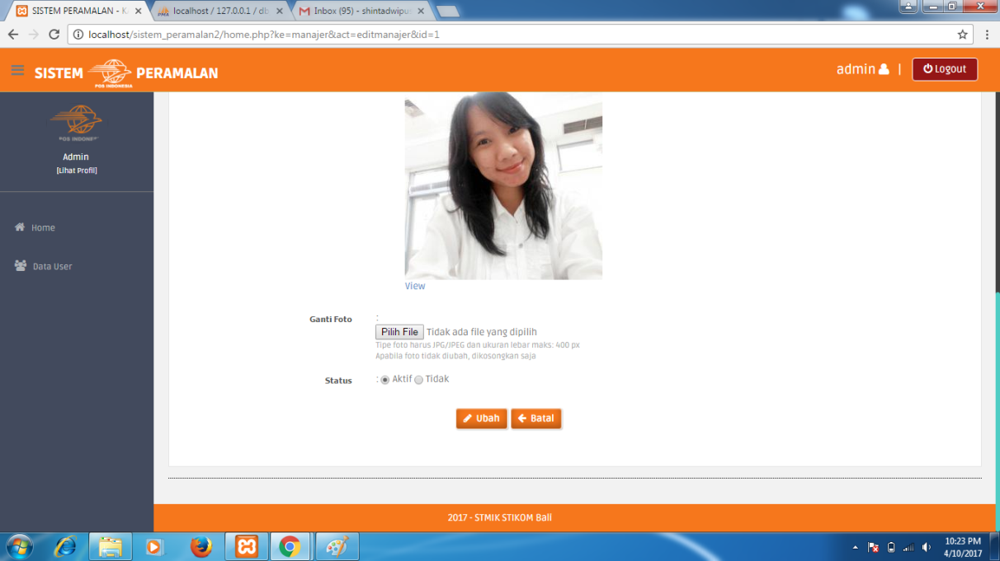 SISTEM PERAMALAN - K
localhost / 127.0.0.1 / db
Inbox (95) - shintadwipus
localhost/sistem_peramalan2/home.php?ke=manajer&act=editmanajer&id=1
SISTEM POS INDONESIA PERAMALAN
admin | Logout
POS INDONE
Admin
[Lihat Profil]
Home
Data User
View
Ganti Foto :
Pilih File Tidak ada file yang dipilih
Tipe foto harus JPG/JPEG dan ukuran lebar maks: 400 px
Apabila foto tidak diubah, dikosongkan saja
Status : Aktif Tidak
Ubah Batal
2017 - STMIK STIKOM Bali
10:23 PM
4/10/2017